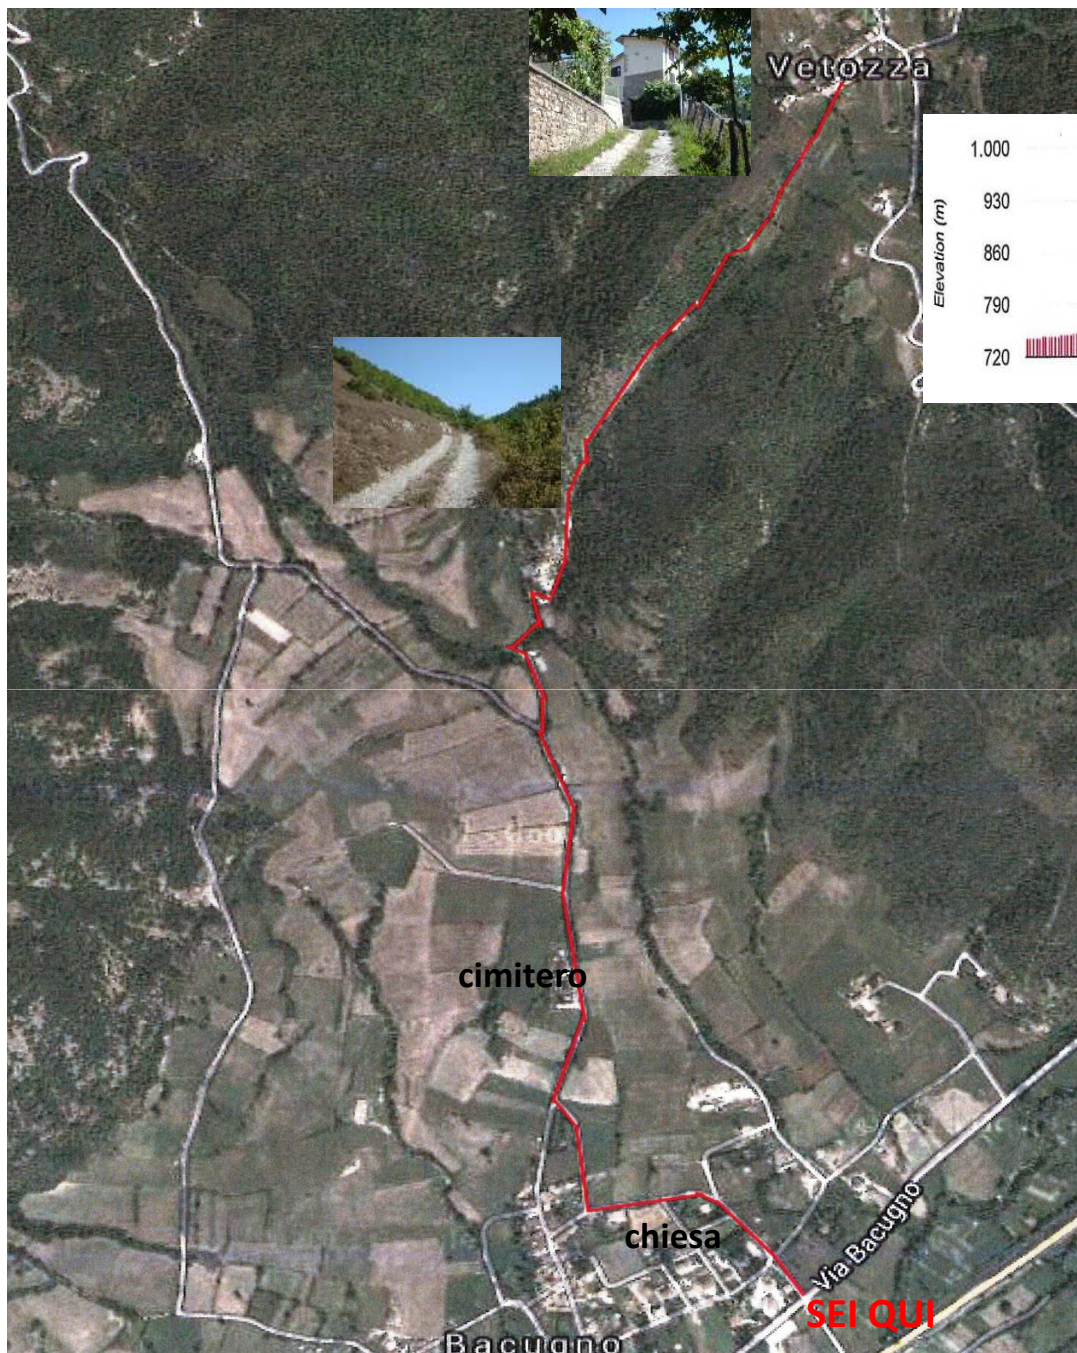 Vetozza
1.000
930
860
790
720
Elevation (m)
cimitero
chiesa
Via Bacugno
SEI QUI
Bacugno